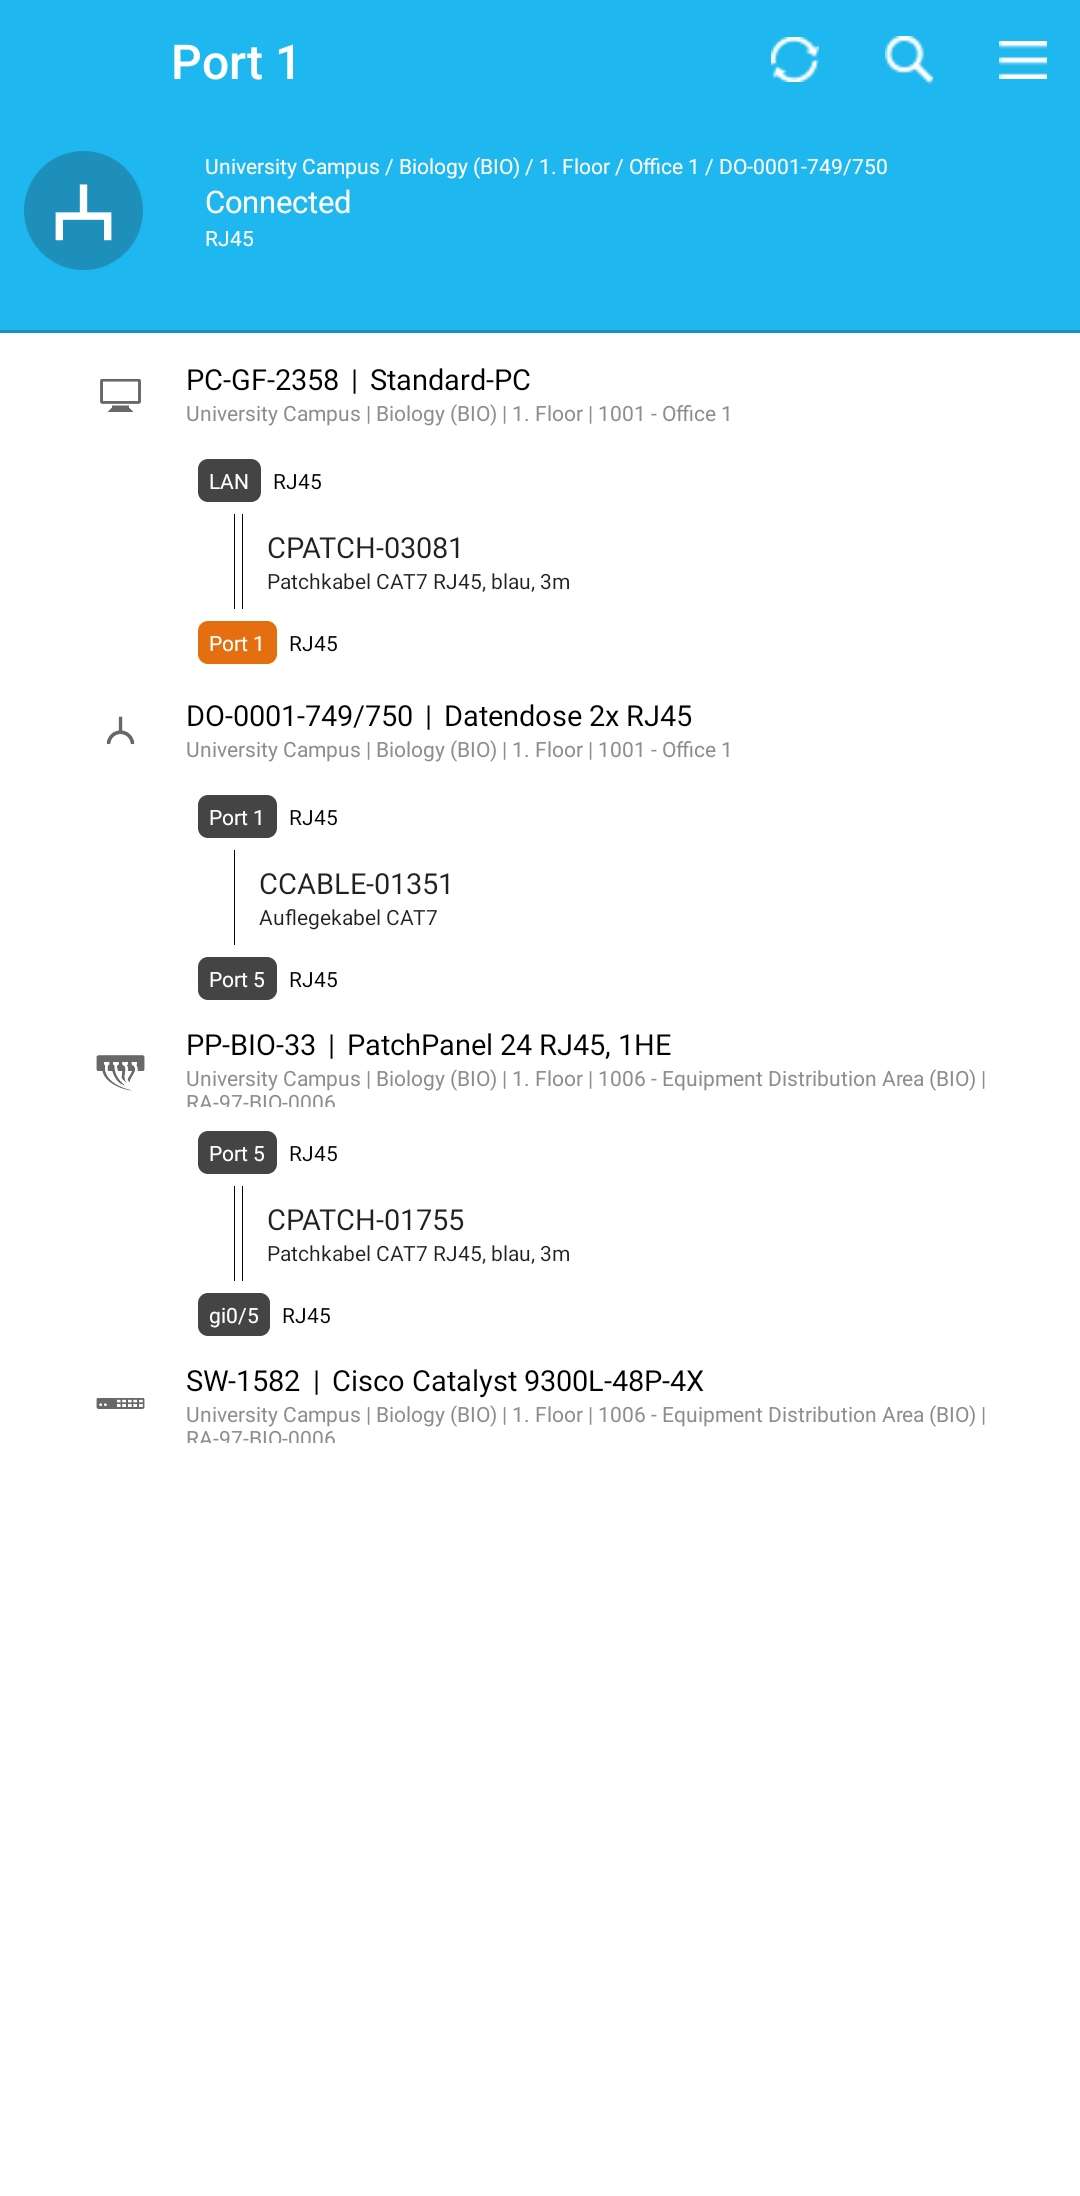 Port 1
University Campus / Biology (BIO) / 1. Floor / Office 1 / DO-0001-749/750
Connected
RJ45
PC-GF-2358 | Standard-PC
University Campus | Biology (BIO) | 1. Floor | 1001 - Office 1
LAN RJ45
CPATCH-03081
Patchkabel CAT7 RJ45, blau, 3m
Port 1 RJ45
DO-0001-749/750 | Datendose 2x RJ45
University Campus | Biology (BIO) | 1. Floor | 1001 - Office 1
Port 1 RJ45
CCABLE-01351
Auflegekabel CAT7
Port 5 RJ45
PP-BIO-33 | PatchPanel 24 RJ45, 1HE
University Campus | Biology (BIO) | 1. Floor | 1006 - Equipment Distribution Area (BIO) |
RA-97-BIO-0006
Port 5 RJ45
CPATCH-01755
Patchkabel CAT7 RJ45, blau, 3m
gi0/5 RJ45
SW-1582 | Cisco Catalyst 9300L-48P-4X
University Campus | Biology (BIO) | 1. Floor | 1006 - Equipment Distribution Area (BIO) |
RA-97-BIO-0006